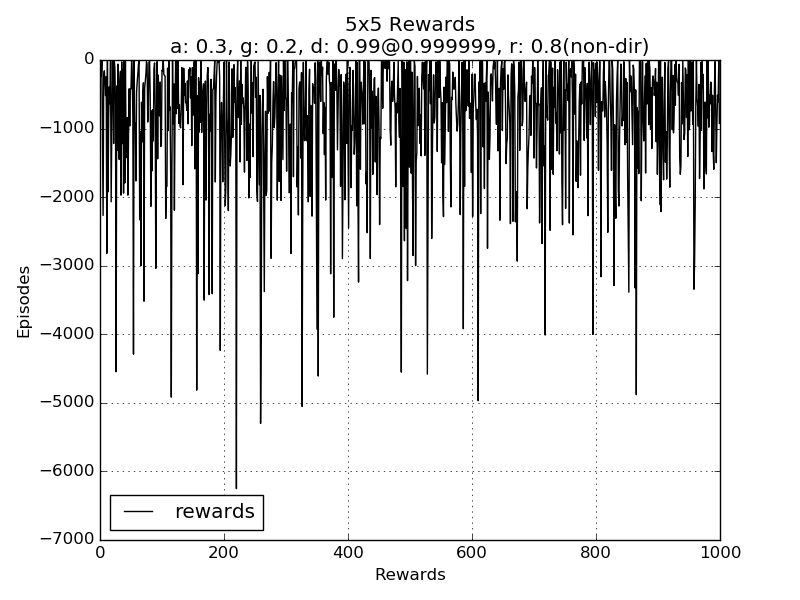 5x5 Rewards
a: 0.3, g: 0.2, d: 0.99@0.999999, r: 0.8(non-dir)
0
−1000
−2000
−3000
−4000
−5000
−6000
−7000
Episodes
rewards
0 200 400 600 800 1000
Rewards